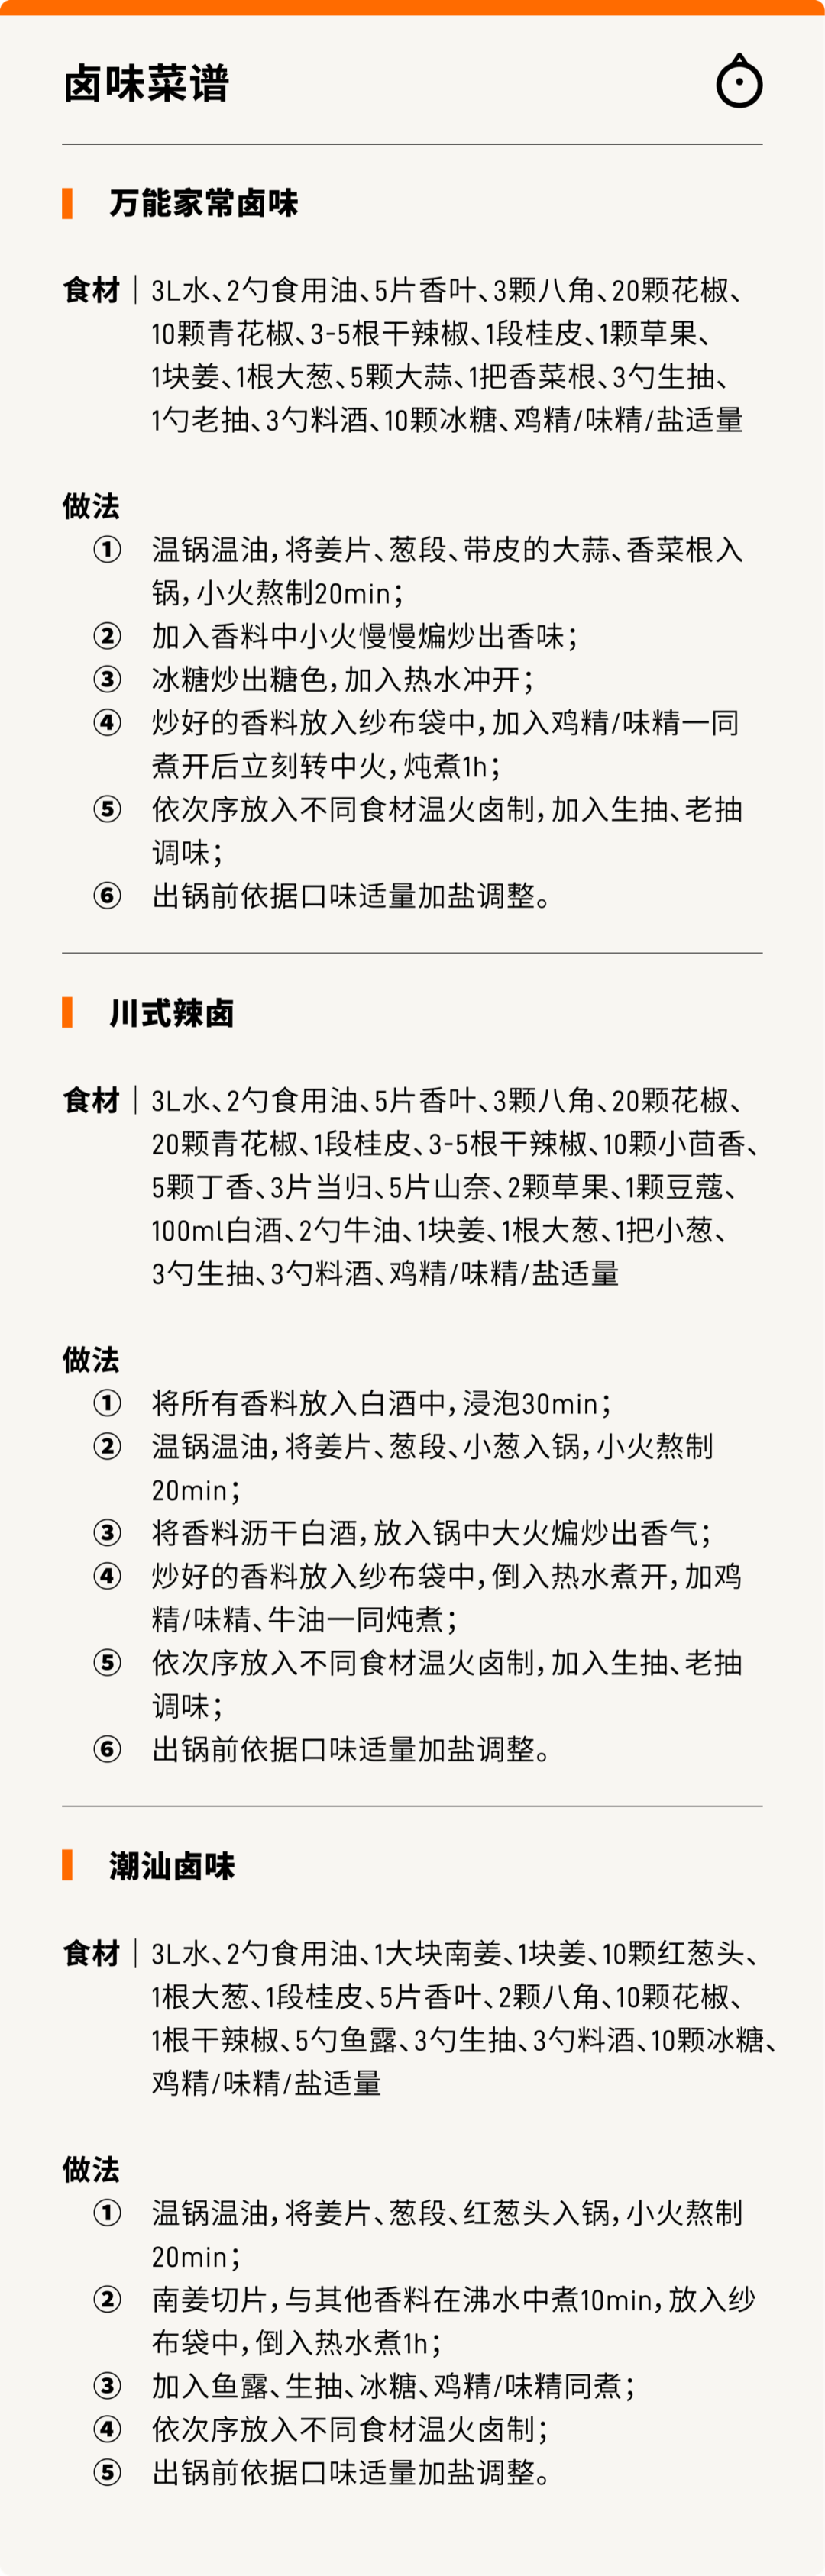 卤味菜谱
万能家常卤味
食材｜3L水、2勺食用油、5片香叶、3颗八角、20颗花椒、
10颗青花椒、3-5根干辣椒、1段桂皮、1颗草果、
1块姜、1根大葱、5颗大蒜、1把香菜根、3勺生抽、
1勺老抽、3勺料酒、10颗冰糖、鸡精/味精/盐适量
做法
① 温锅温油，将姜片、葱段、带皮的大蒜、香菜根入
锅，小火熬制20min；
② 加入香料中小火慢慢煸炒出香味；
③ 冰糖炒出糖色，加入热水冲开；
④ 炒好的香料放入纱布袋中，加入鸡精/味精一同
煮开后立刻转中火，炖煮1h；
⑤ 依次序放入不同食材温火卤制，加入生抽、老抽
调味；
⑥ 出锅前依据口味适量加盐调整。
川式辣卤
食材｜3L水、2勺食用油、5片香叶、3颗八角、20颗花椒、
20颗青花椒、1段桂皮、3-5根干辣椒、10颗小茴香、
5颗丁香、3片当归、5片山奈、2颗草果、1颗豆蔻、
100ml白酒、2勺牛油、1块姜、1根大葱、1把小葱、
3勺生抽、3勺料酒、鸡精/味精/盐适量
做法
① 将所有香料放入白酒中，浸泡30min；
② 温锅温油，将姜片、葱段、小葱入锅，小火熬制
20min；
③ 将香料沥干白酒，放入锅中大火煸炒出香气；
④ 炒好的香料放入纱布袋中，倒入热水煮开，加鸡
精/味精、牛油一同炖煮；
⑤ 依次序放入不同食材温火卤制，加入生抽、老抽
调味；
⑥ 出锅前依据口味适量加盐调整。
潮汕卤味
食材｜3L水、2勺食用油、1大块南姜、1块姜、10颗红葱头、
1根大葱、1段桂皮、5片香叶、2颗八角、10颗花椒、
1根干辣椒、5勺鱼露、3勺生抽、3勺料酒、10颗冰糖、
鸡精/味精/盐适量
做法
① 温锅温油，将姜片、葱段、红葱头入锅，小火熬制
20min；
② 南姜切片，与其他香料在沸水中煮10min，放入纱
布袋中，倒入热水煮1h；
③ 加入鱼露、生抽、冰糖、鸡精/味精同煮；
④ 依次序放入不同食材温火卤制；
⑤ 出锅前依据口味适量加盐调整。